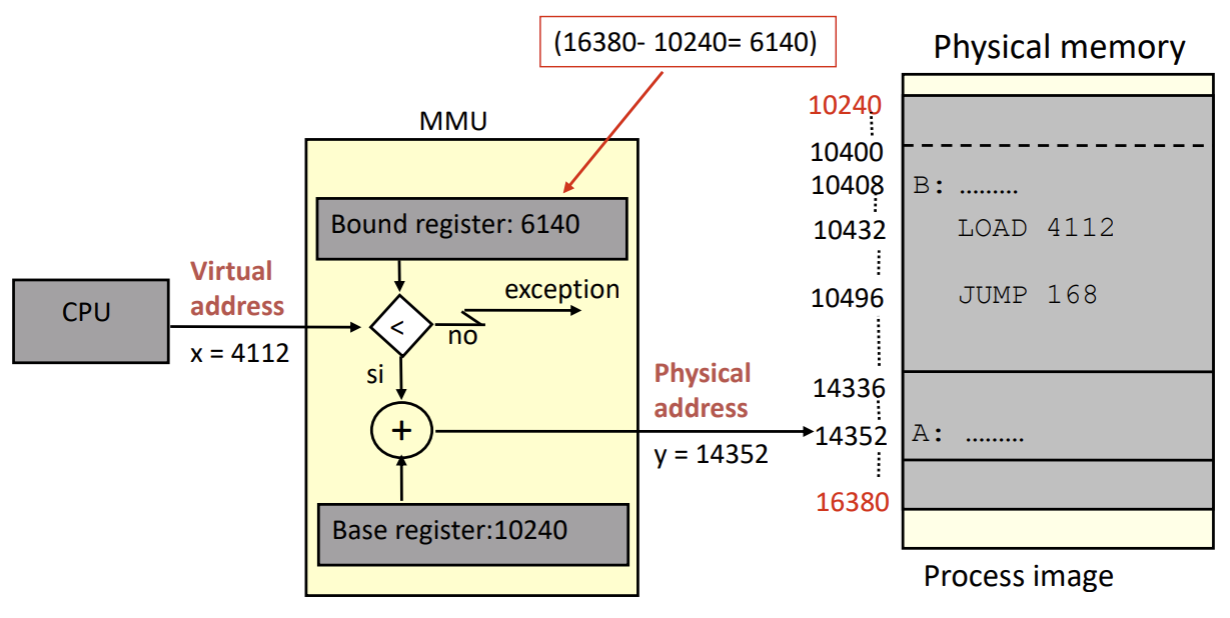 (16380- 10240= 6140)
Physical memory
MMU
10240
10400
10408
B: .........
Bound register: 6140
10432
LOAD 4112
Virtual
address
exception
10496
JUMP 168
CPU
<
no
x = 4112
si
Physical
address
14336
+
14352
A: .........
y = 14352
16380
Base register:10240
Process image